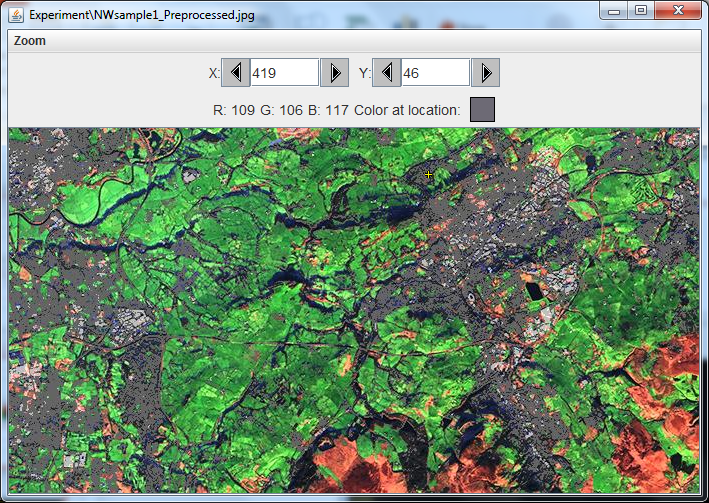 Experiment\NWsample1_Preprocessed.jpg
Zoom
X: 419 Y: 46
R: 109 G: 106 B: 117 Color at location: